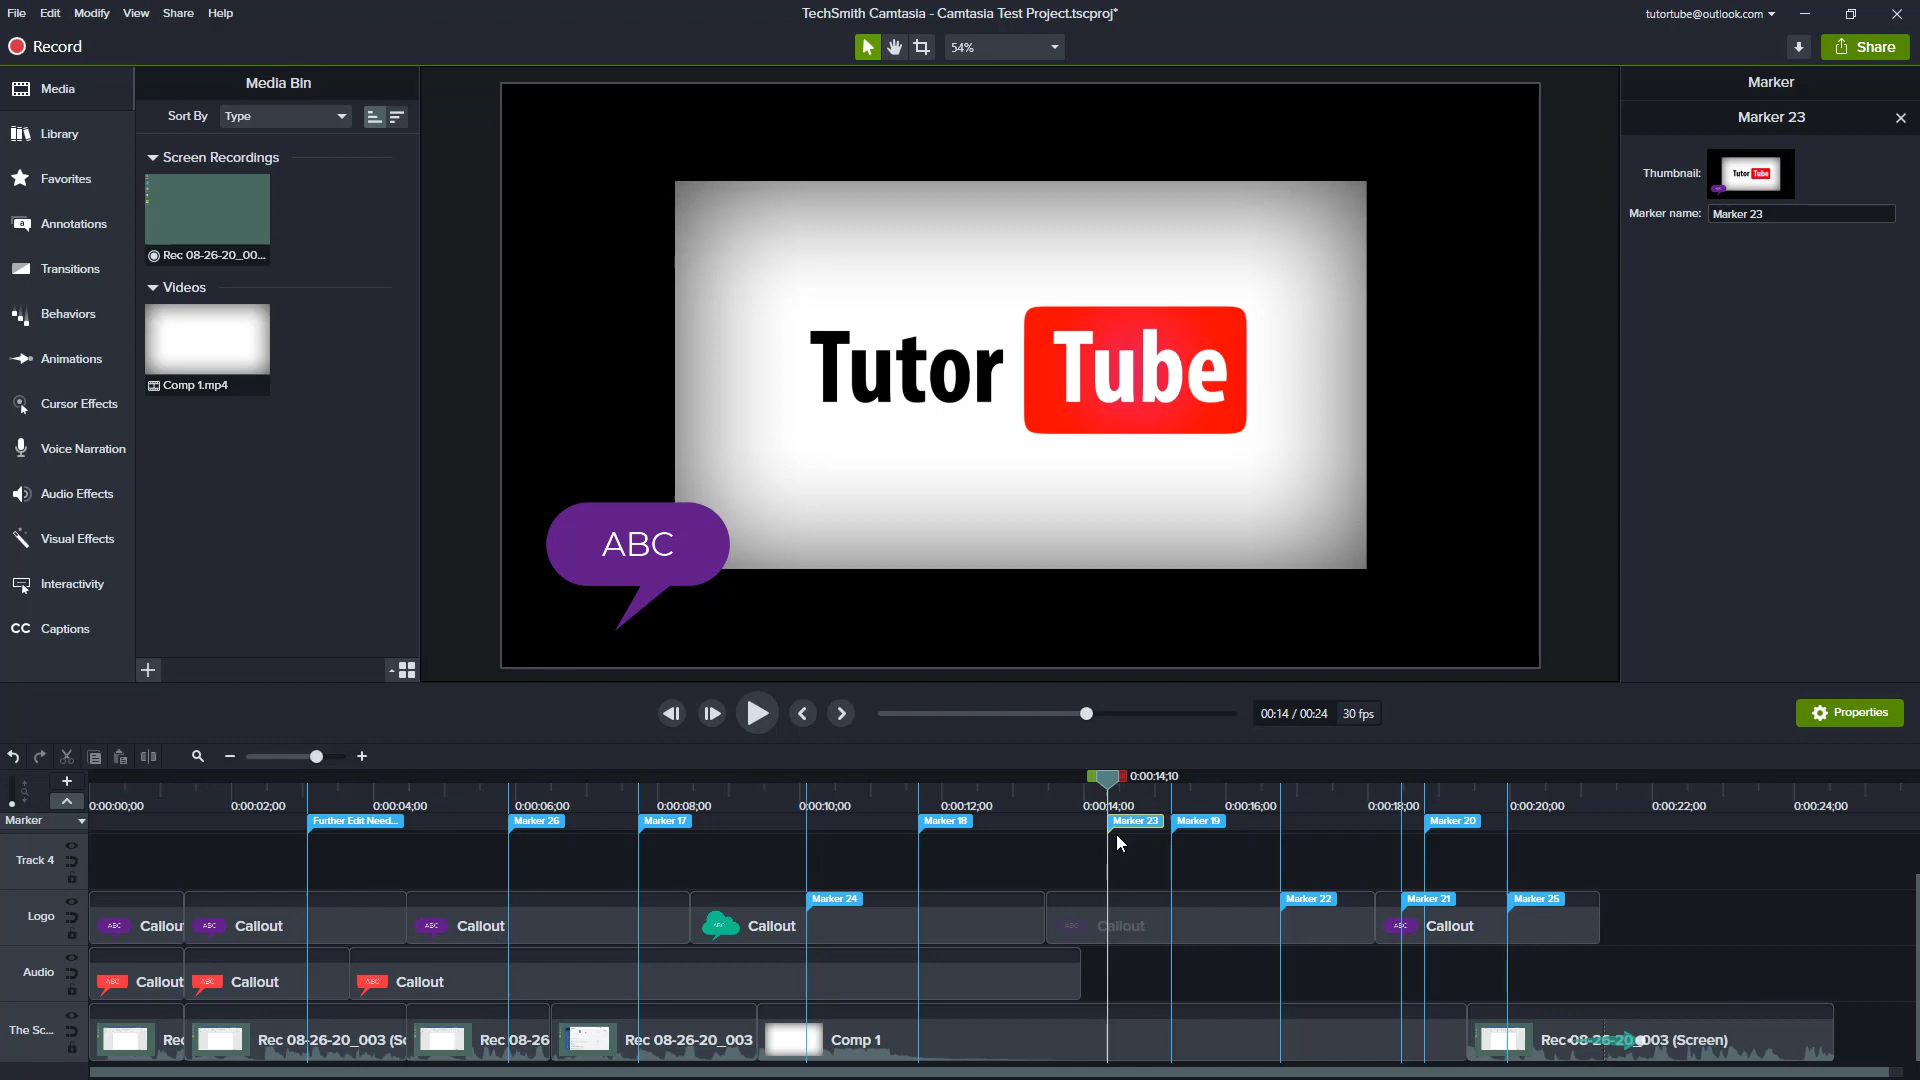 File Edit Modify View Share Help
TechSmith Camtasia - Camtasia Test Project.tscproj*
tutortube@outlook.com
Record
54%
Share
Media
Library
Favorites
Annotations
Transitions
Behaviors
Animations
Cursor Effects
Voice Narration
Audio Effects
Visual Effects
Interactivity
CC Captions
Media Bin
Sort By Type
Screen Recordings
Rec 08-26-20_00...
Videos
Comp 1.mp4
Tutor Tube
ABC
Marker
Marker 23
Thumbnail: Tutor Tube
Marker name: Marker 23
00:14 / 00:24 30 fps
Properties
0:00:14;10
0:00:00;00 0:00:02;00 0:00:04;00 0:00:06;00 0:00:08;00 0:00:10;00 0:00:12;00 0:00:14;00 0:00:16;00 0:00:18;00 0:00:20;00 0:00:22;00 0:00:24;00
Marker Further Edit Need... Marker 26 Marker 17 Marker 18 Marker 23 Marker 19 Marker 20
Track 4
Marker 24 Marker 22 Marker 21 Marker 25
Logo ABC Callout ABC Callout ABC Callout ABC Callout ABC Callout ABC Callout
Audio ABC Callout ABC Callout ABC Callout
The Sc... Rec Rec 08-26-20_003 (Sc Rec 08-26 Rec 08-26-20_003 Comp 1 Rec 08-26-20_003 (Screen)